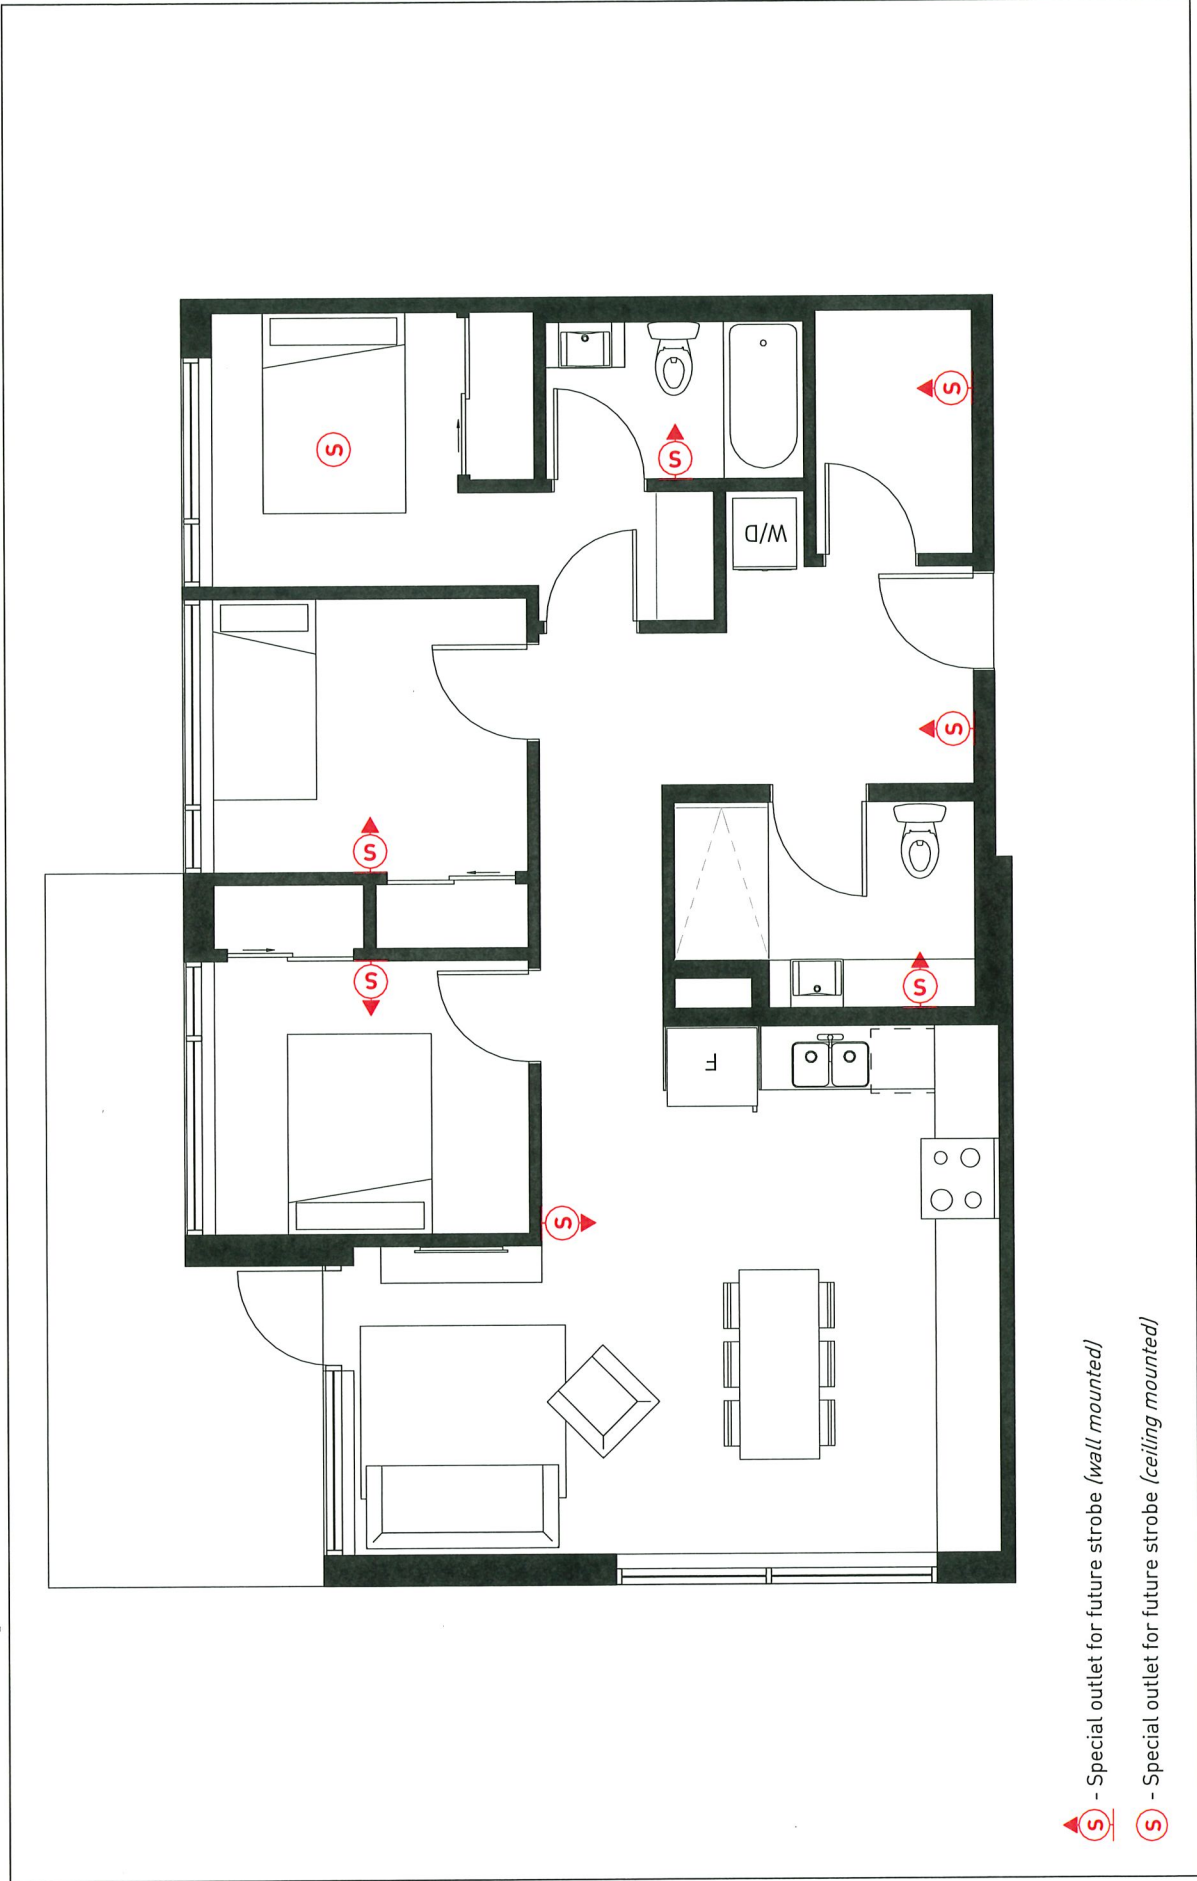 S
S
S
W/D
S
S
S
S
S
F
S
S - Special outlet for future strobe (wall mounted)
S - Special outlet for future strobe (ceiling mounted)